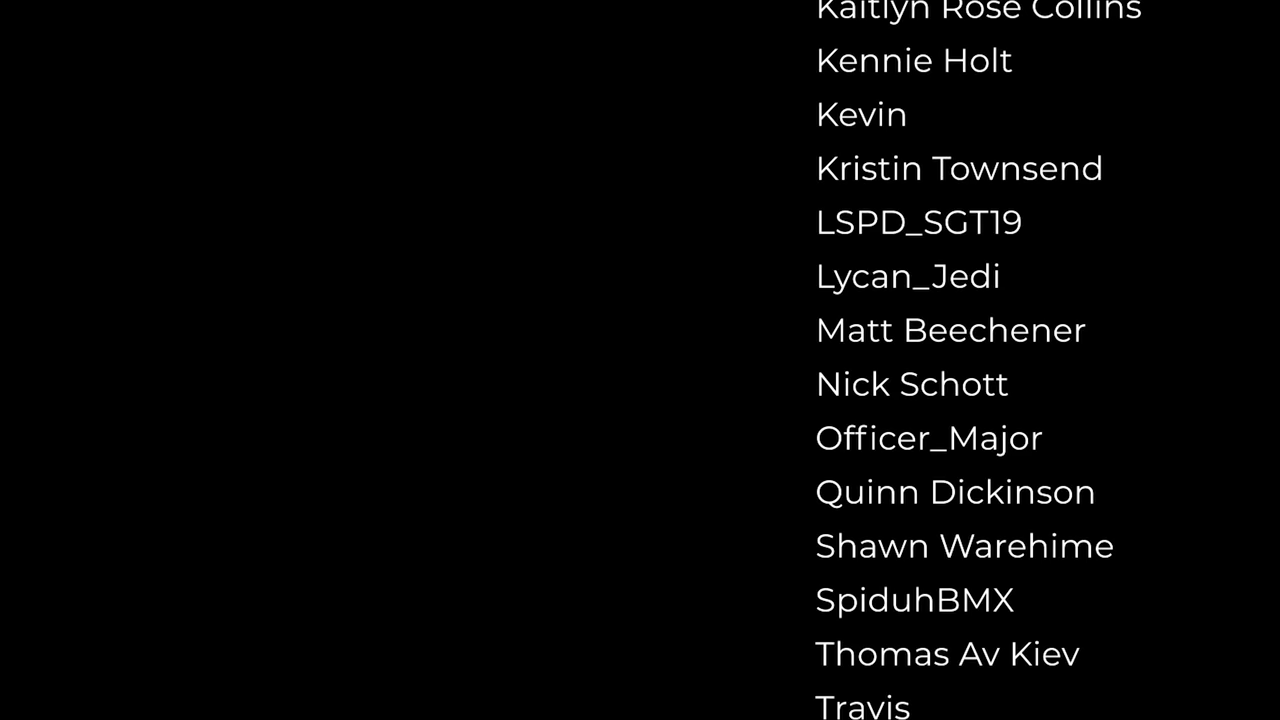 Kaitlyn Rose Collins
Kennie Holt
Kevin
Kristin Townsend
LSPD_SGT19
Lycan_Jedi
Matt Beechener
Nick Schott
Officer_Major
Quinn Dickinson
Shawn Warehime
SpiduhBMX
Thomas Av Kiev
Travis